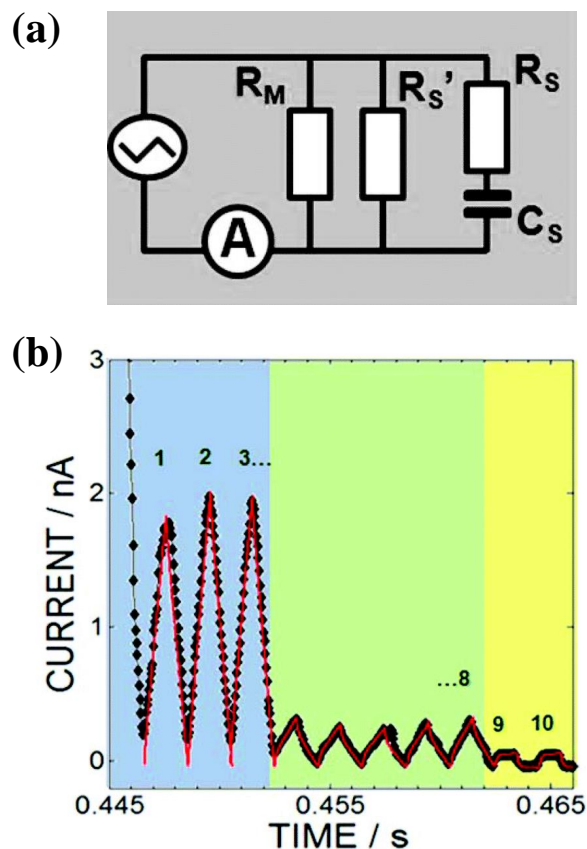 (a)
R_M R_S' R_S
C_S
A
(b)
3
2
1
0
1 2 3...
...8
9 10
CURRENT / nA
0.445 0.455 0.465
TIME / s